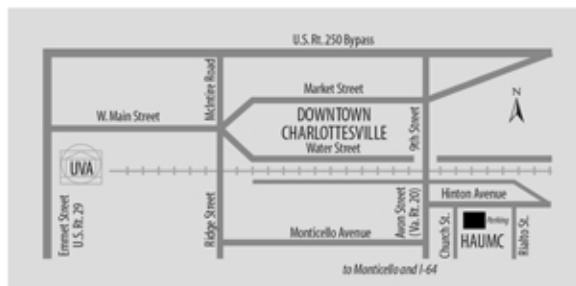 U.S. Rt. 250 Bypass
McIntire Road
Market Street
N
W. Main Street
DOWNTOWN
CHARLOTTESVILLE
9th Street
Water Street
UVA
Hinton Avenue
Emmet Street
U.S. Rt. 29
Ridge Street
Monticello Avenue
Avon Street
(Va. Rt. 20)
Church St.
Parking
HAUMC
Rialto St.
to Monticello and I-64